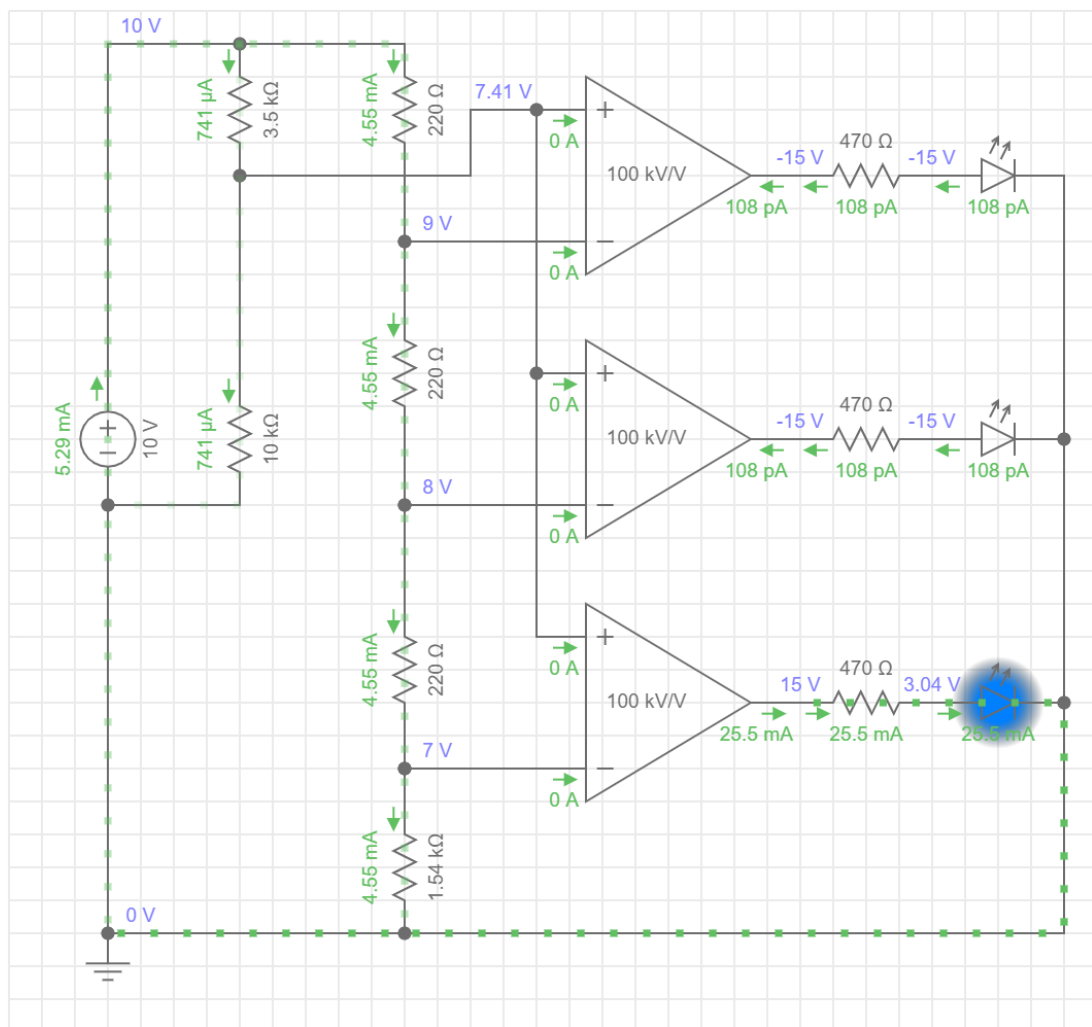 10 V
741 µA
3.5 kΩ
4.55 mA
220 Ω
7.41 V
+
0 A
100 kV/V
-15 V
470 Ω
-15 V
108 pA
108 pA
108 pA
9 V
−
0 A
4.55 mA
220 Ω
+
0 A
5.29 mA
+
10 V
741 µA
10 kΩ
100 kV/V
-15 V
470 Ω
-15 V
108 pA
108 pA
108 pA
8 V
−
0 A
4.55 mA
220 Ω
+
0 A
100 kV/V
15 V
470 Ω
3.04 V
25.5 mA
25.5 mA
25.5 mA
7 V
−
0 A
4.55 mA
1.54 kΩ
0 V